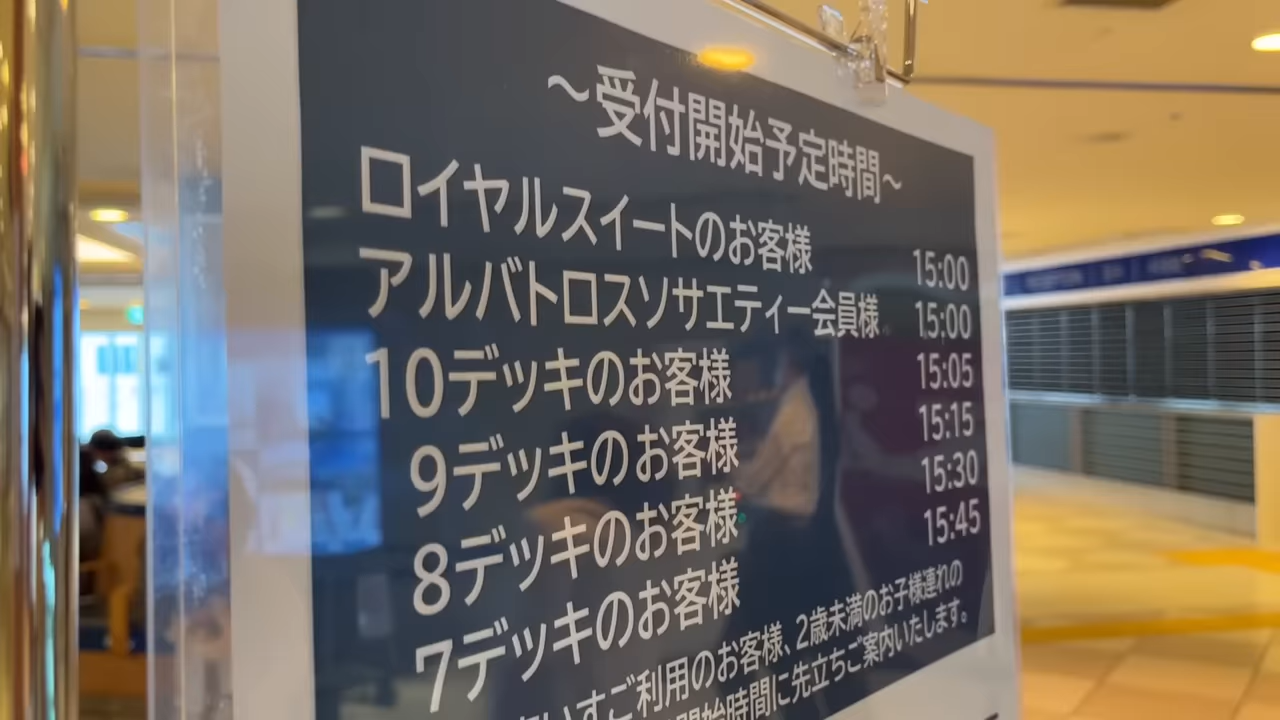 ～受付開始予定時間～
ロイヤルスイートのお客様 15:00
アルバトロスソサエティー会員様 15:00
10デッキのお客様 15:05
9デッキのお客様 15:15
8デッキのお客様 15:30
7デッキのお客様 15:45
いすご利用のお客様、2歳未満のお子様連れの
開始時間に先立ちご案内いたします。